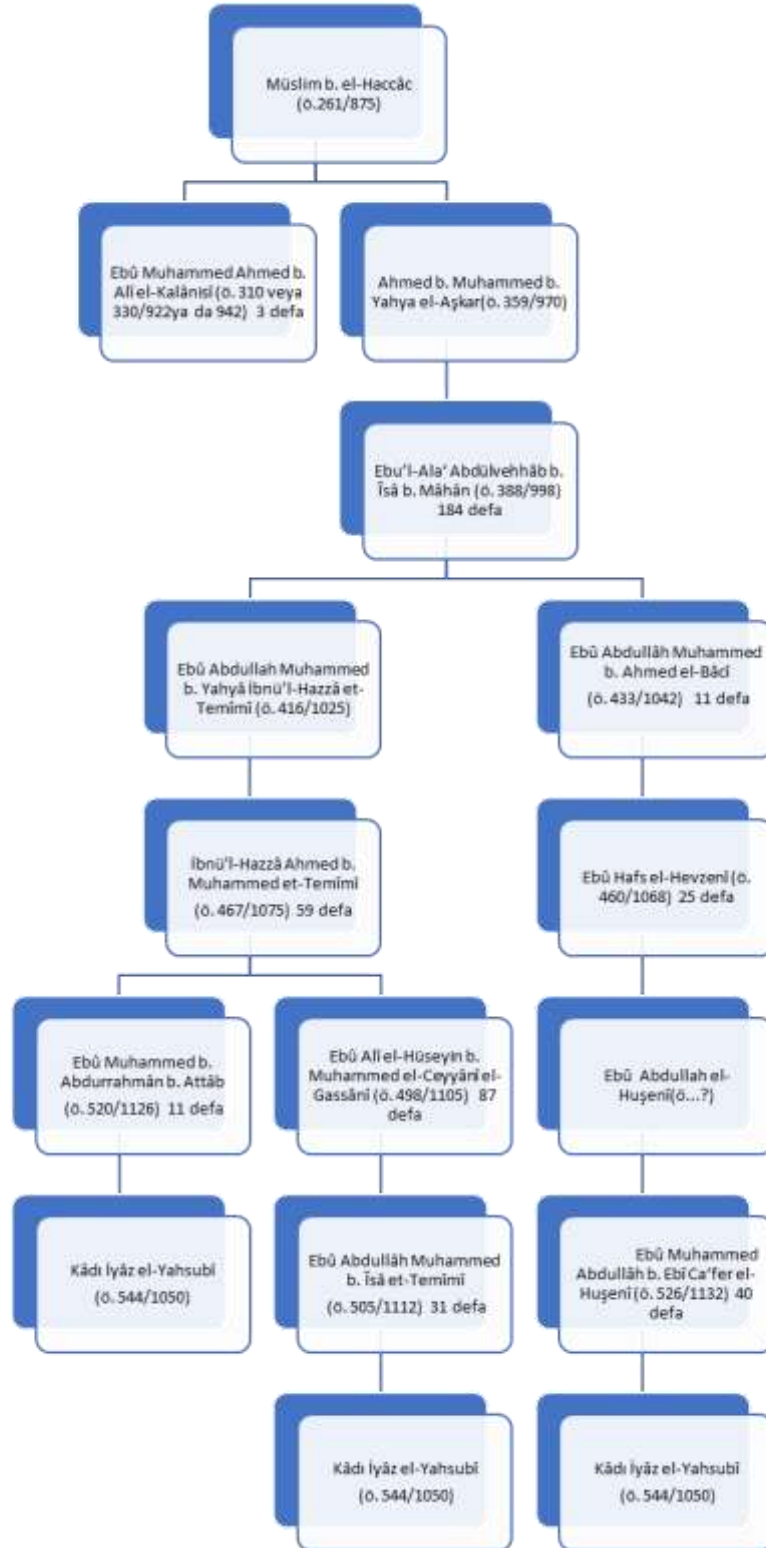 Müslim b. el-Haccâc
(ö.261/875)
Ebû Muhammed Ahmed b.
Alî el-Kalânisî (ö. 310 veya
330/922ya da 942) 3 defa
Ahmed b. Muhammed b.
Yahya el-Aşkar(ö. 359/970)
Ebu'l-Ala' Abdülvehhâb b.
Îsâ b. Mâhân (ö. 388/998)
184 defa
Ebû Abdullah Muhammed
b. Yahyâ İbnü'l-Hazzâ et-
Temîmî (ö. 416/1025)
Ebû Abdullâh Muhammed
b. Ahmed el-Bâcî
(ö. 433/1042) 11 defa
İbnü'l-Hazzâ Ahmed b.
Muhammed et-Temîmî
(ö. 467/1075) 59 defa
Ebû Hafs el-Hevzenî (ö.
460/1068) 25 defa
Ebû Muhammed b.
Abdurrahmân b. Attâb
(ö. 520/1126) 11 defa
Ebû Alî el-Hüseyin b.
Muhammed el-Ceyyânî el-
Gassânî (ö. 498/1105) 87
defa
Ebû Abdullah el-
Huşenî(ö...?)
Kâdı İyâz el-Yahsubî
(ö. 544/1050)
Ebû Abdullâh Muhammed
b. Îsâ et-Temîmî
(ö. 505/1112) 31 defa
Ebû Muhammed
Abdullâh b. Ebî Ca'fer el-
Huşenî (ö. 526/1132) 40
defa
Kâdı İyâz el-Yahsubî
(ö. 544/1050)
Kâdı İyâz el-Yahsubî
(ö. 544/1050)